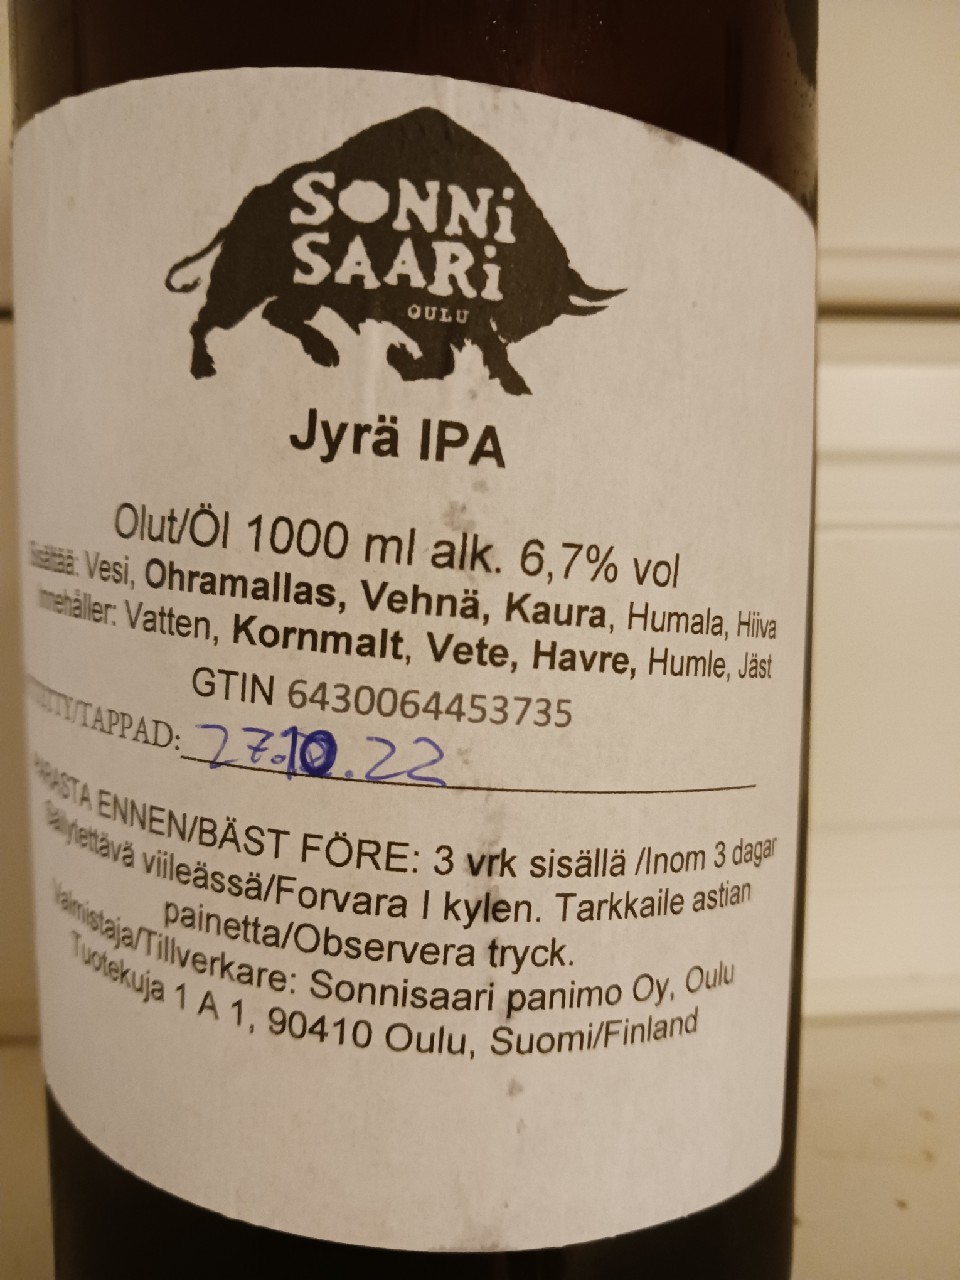 SONNi
SAARi
OULU
Jyrä IPA
Olut/Öl 1000 ml alk. 6,7% vol
Sisältää: Vesi, Ohramallas, Vehnä, Kaura, Humala, Hiiva
Innehåller: Vatten, Kornmalt, Vete, Havre, Humle, Jäst
GTIN 6430064453735
/TAPPAD: 27.10.22
PARASTA ENNEN/BÄST FÖRE: 3 vrk sisällä /Inom 3 dagar
Säilytettävä viileässä/Forvara I kylen. Tarkkaile astian
painetta/Observera tryck.
Valmistaja/Tillverkare: Sonnisaari panimo Oy, Oulu
Tuotekuja 1 A 1, 90410 Oulu, Suomi/Finland